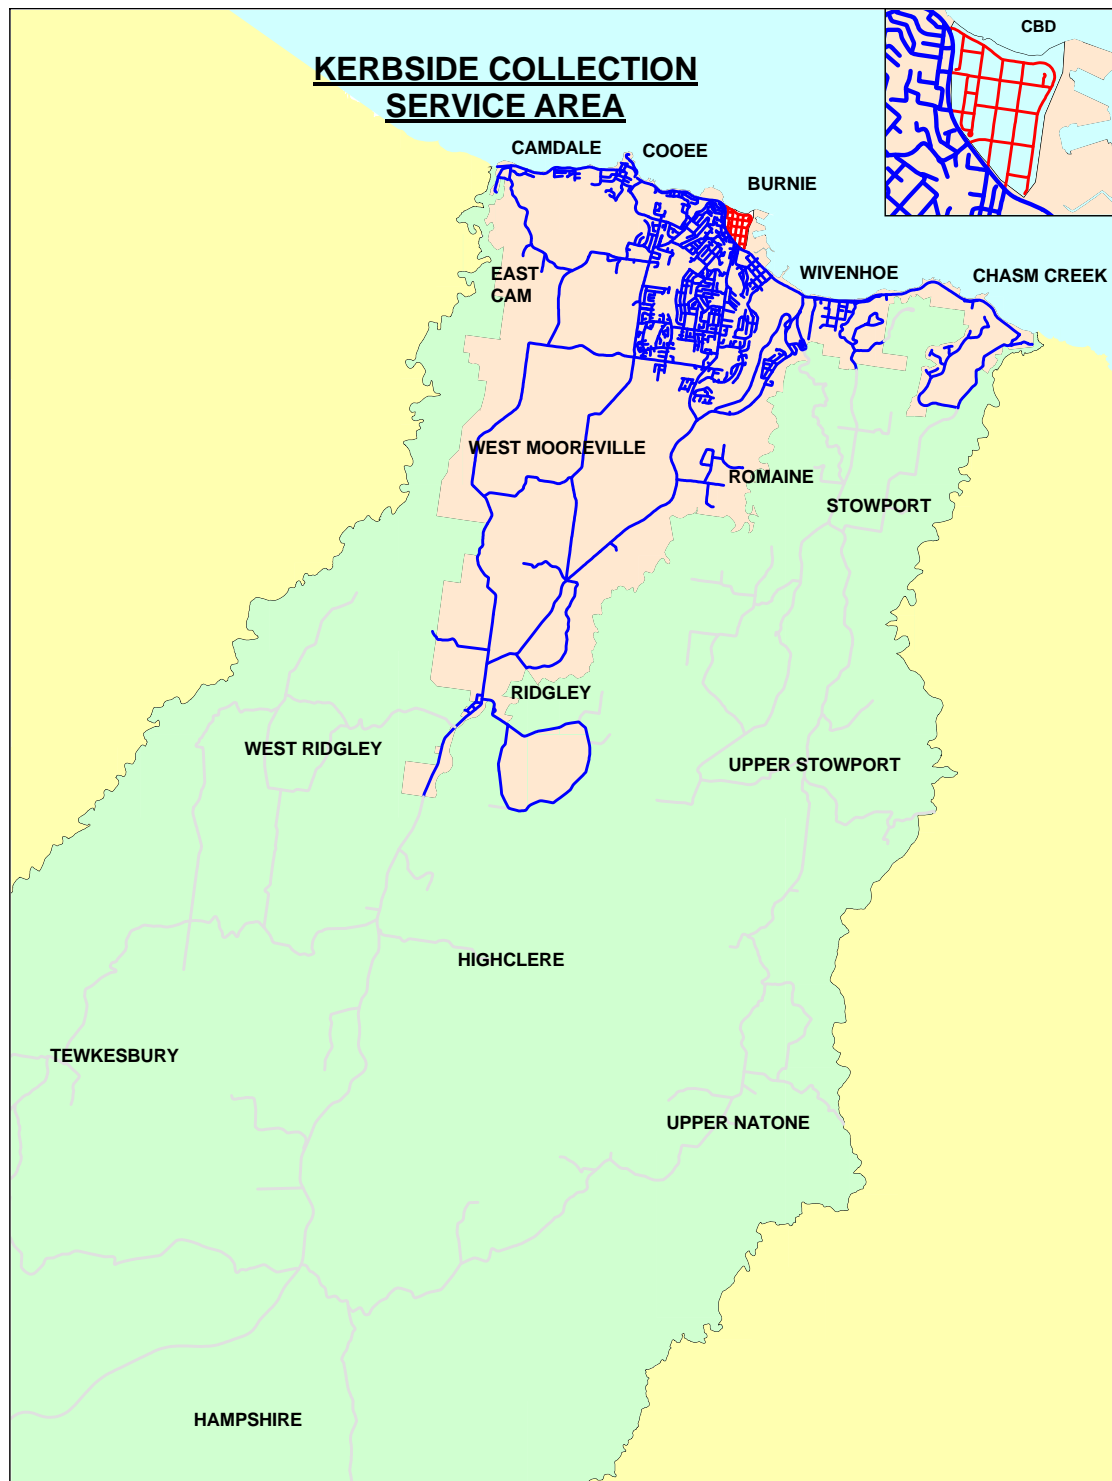 KERBSIDE COLLECTION
SERVICE AREA
CBD
CAMDALE
COOEE
BURNIE
EAST
CAM
WIVENHOE
CHASM CREEK
WEST MOOREVILLE
ROMAINE
STOWPORT
RIDGLEY
WEST RIDGLEY
UPPER STOWPORT
HIGHCLERE
TEWKESBURY
UPPER NATONE
HAMPSHIRE